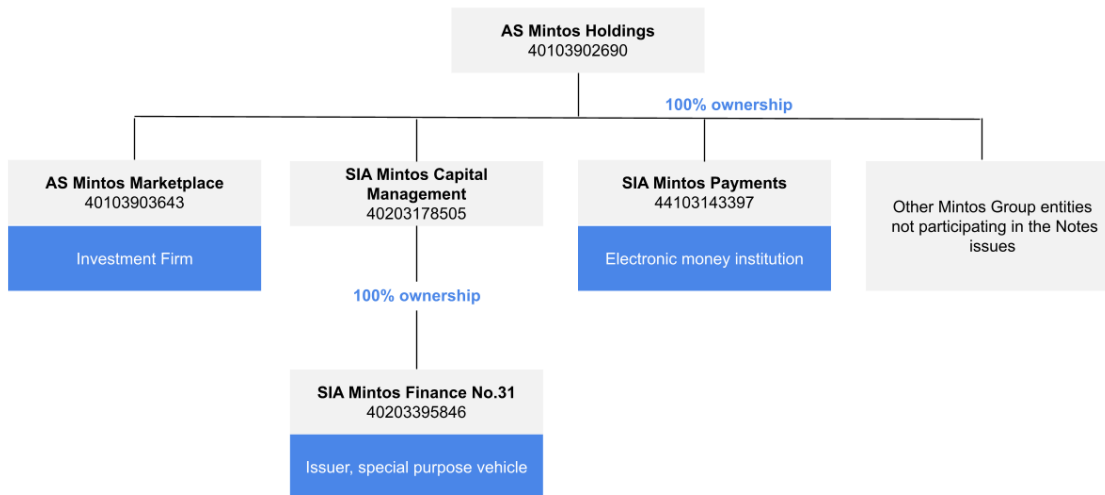 AS Mintos Holdings
40103902690
100% ownership
AS Mintos Marketplace
40103903643
Investment Firm
SIA Mintos Capital
Management
40203178505
SIA Mintos Payments
44103143397
Electronic money institution
Other Mintos Group entities
not participating in the Notes
issues
100% ownership
SIA Mintos Finance No.31
40203395846
Issuer, special purpose vehicle